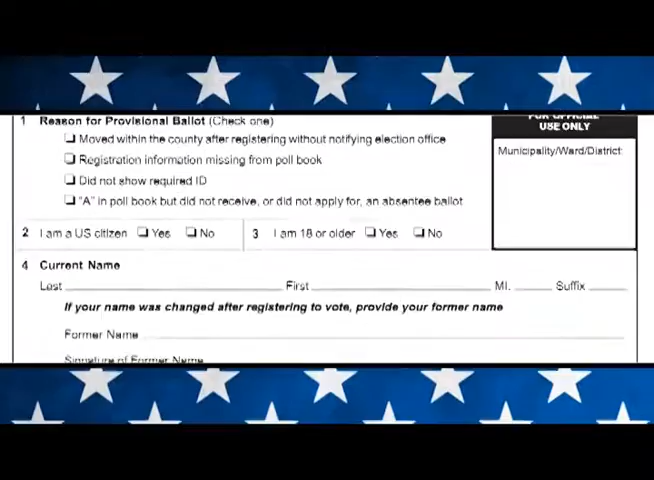 1 Reason for Provisional Ballot (Check one)
FOR OFFICIAL
USE ONLY
Moved within the county after registering without notifying election office
Municipality/Ward/District:
Registration information missing from poll book
Did not show required ID
"A" in poll book but did not receive, or did not apply for, an absentee ballot
2 I am a US citizen Yes No 3 I am 18 or older Yes No
4 Current Name
Last First MI. Suffix
If your name was changed after registering to vote, provide your former name
Former Name
Signature of Former Name